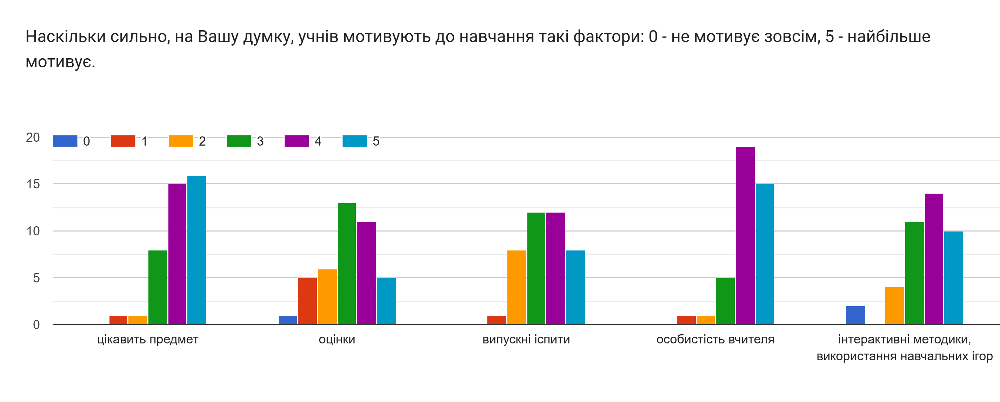 Наскільки сильно, на Вашу думку, учнів мотивують до навчання такі фактори: 0 - не мотивує зовсім, 5 - найбільше
мотивує.
20
0 1 2 3 4 5
15
10
5
0
цікавить предмет
оцінки
випускні іспити
особистість вчителя
інтерактивні методики,
використання навчальних ігор